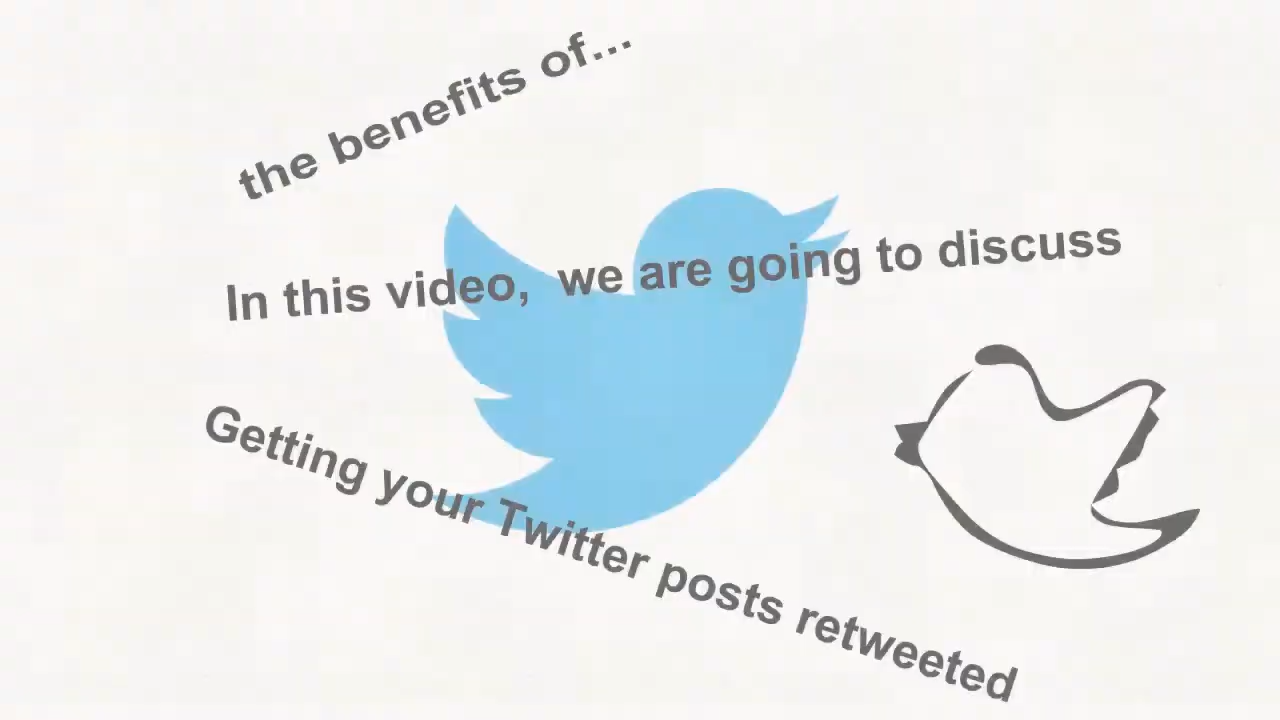 the benefits of...
In this video, we are going to discuss
Getting your Twitter posts retweeted